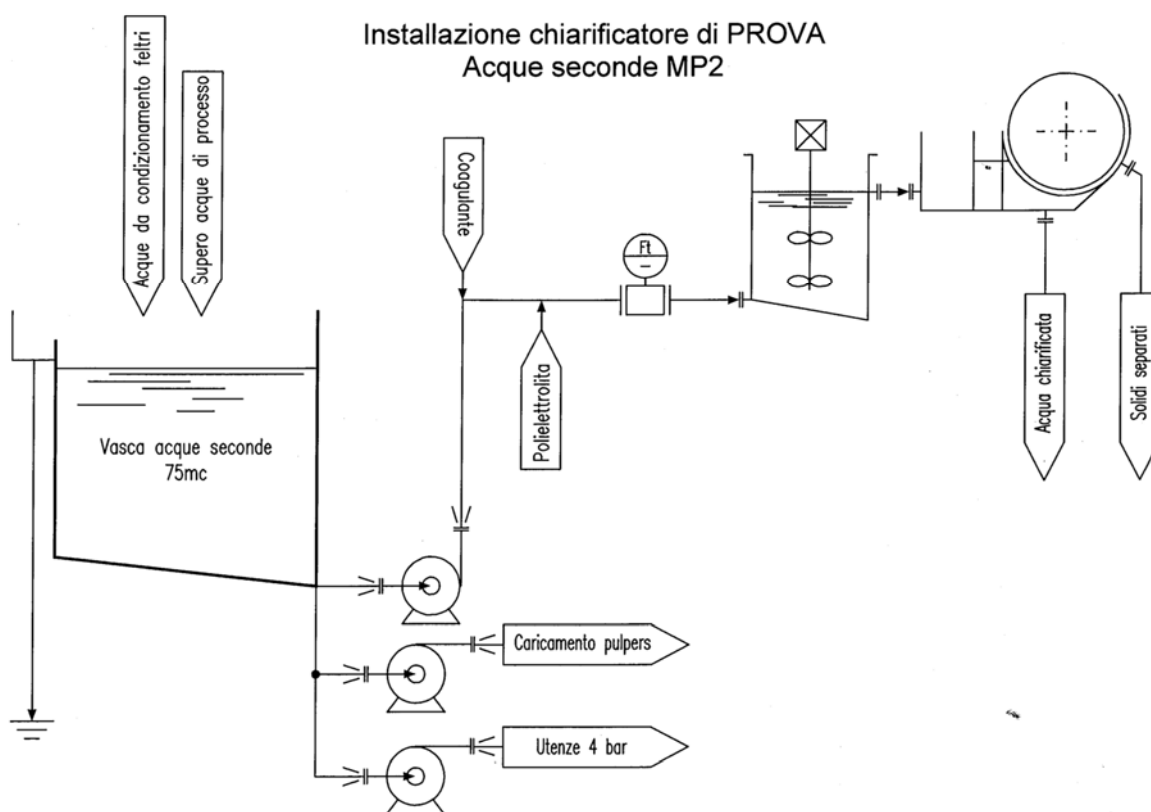 Installazione chiarificatore di PROVA
Acque seconde MP2
Acque da condizionamento feltri
Supero acque di processo
Coagulante
Ft
–
Polielettrolita
Acqua chiarificata
Solidi separati
Vasca acque seconde
75mc
Caricamento pulpers
Utenze 4 bar